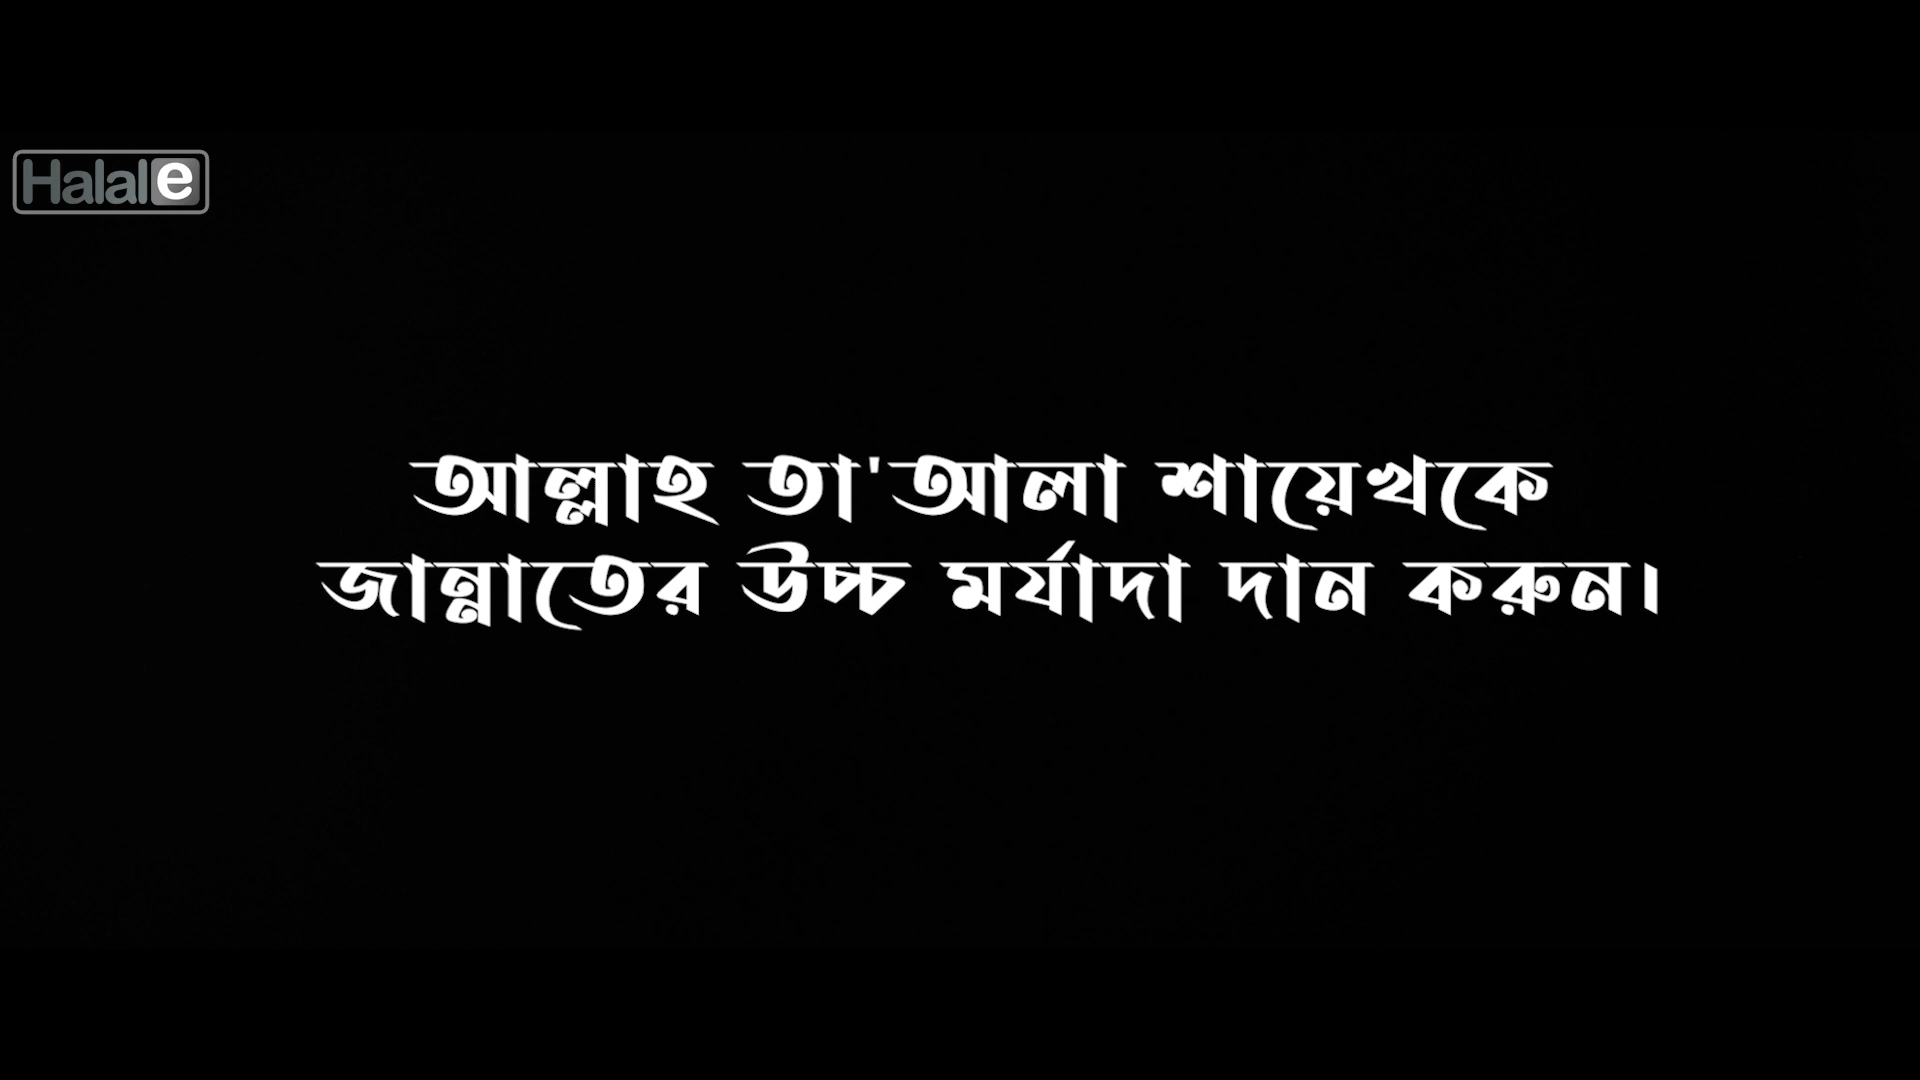 Halale
আল্লাহ তা'আলা শায়েখকে
জান্নাতের উচ্চ মর্যাদা দান করুন।